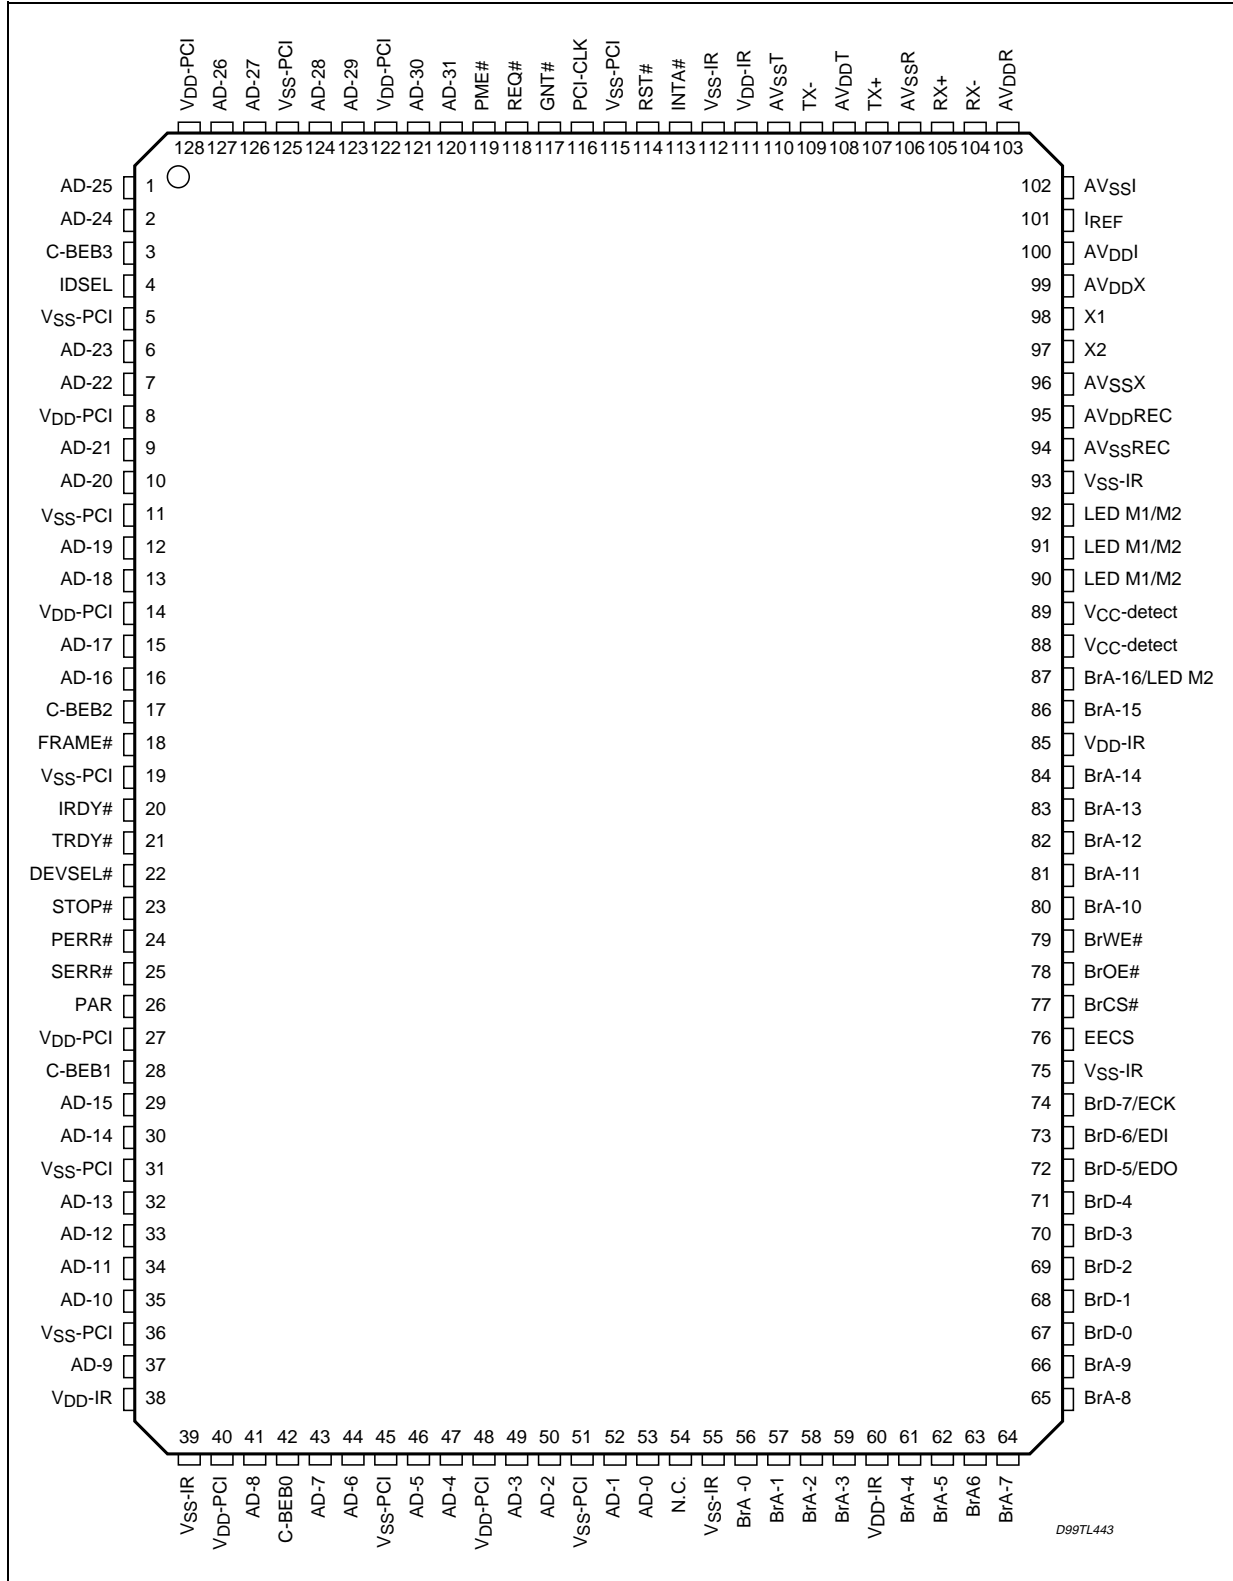 VDD-PCI AD-26 AD-27 VSS-PCI AD-28 AD-29 VDD-PCI AD-30 AD-31 PME# REQ# GNT# PCI-CLK VSS-PCI RST# INTA# VSS-IR VDD-IR AVSST TX- AVDDT TX+ AVSSR RX+ RX- AVDDR
128 127 126 125 124 123 122 121 120 119 118 117 116 115 114 113 112 111 110 109 108 107 106 105 104 103
AD-25 1 102 AVSSI
AD-24 2 101 IREF
C-BEB3 3 100 AVDDI
IDSEL 4 99 AVDDX
VSS-PCI 5 98 X1
AD-23 6 97 X2
AD-22 7 96 AVSSX
VDD-PCI 8 95 AVDDREC
AD-21 9 94 AVSSREC
AD-20 10 93 VSS-IR
VSS-PCI 11 92 LED M1/M2
AD-19 12 91 LED M1/M2
AD-18 13 90 LED M1/M2
VDD-PCI 14 89 VCC-detect
AD-17 15 88 VCC-detect
AD-16 16 87 BrA-16/LED M2
C-BEB2 17 86 BrA-15
FRAME# 18 85 VDD-IR
VSS-PCI 19 84 BrA-14
IRDY# 20 83 BrA-13
TRDY# 21 82 BrA-12
DEVSEL# 22 81 BrA-11
STOP# 23 80 BrA-10
PERR# 24 79 BrWE#
SERR# 25 78 BrOE#
PAR 26 77 BrCS#
VDD-PCI 27 76 EECS
C-BEB1 28 75 VSS-IR
AD-15 29 74 BrD-7/ECK
AD-14 30 73 BrD-6/EDI
VSS-PCI 31 72 BrD-5/EDO
AD-13 32 71 BrD-4
AD-12 33 70 BrD-3
AD-11 34 69 BrD-2
AD-10 35 68 BrD-1
VSS-PCI 36 67 BrD-0
AD-9 37 66 BrA-9
VDD-IR 38 65 BrA-8
39 40 41 42 43 44 45 46 47 48 49 50 51 52 53 54 55 56 57 58 59 60 61 62 63 64
VSS-IR VDD-PCI AD-8 C-BEB0 AD-7 AD-6 VSS-PCI AD-5 AD-4 VDD-PCI AD-3 AD-2 VSS-PCI AD-1 AD-0 N.C. VSS-IR BrA -0 BrA-1 BrA-2 BrA-3 VDD-IR BrA-4 BrA-5 BrA6 BrA-7
D99TL443